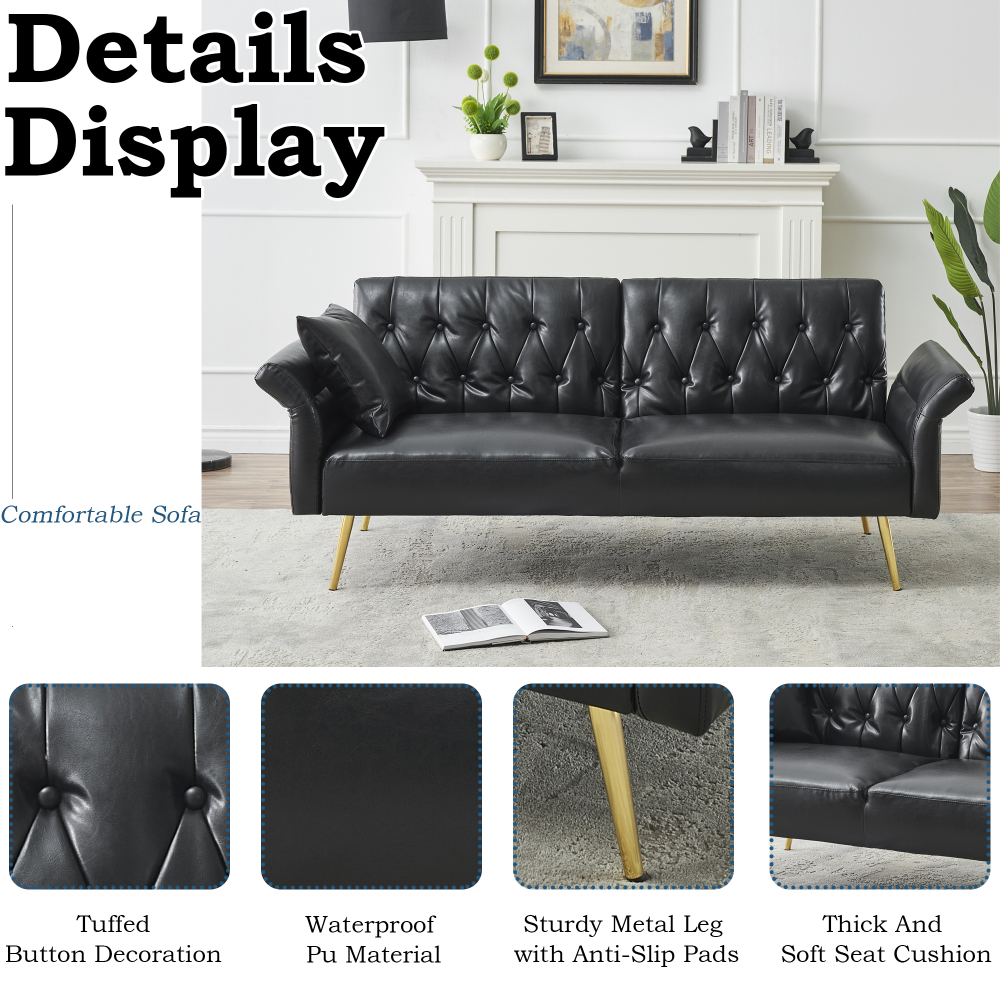 Details
Display
Comfortable Sofa
LEADING
Tuffed
Button Decoration
Waterproof
Pu Material
Sturdy Metal Leg
with Anti-Slip Pads
Thick And
Soft Seat Cushion